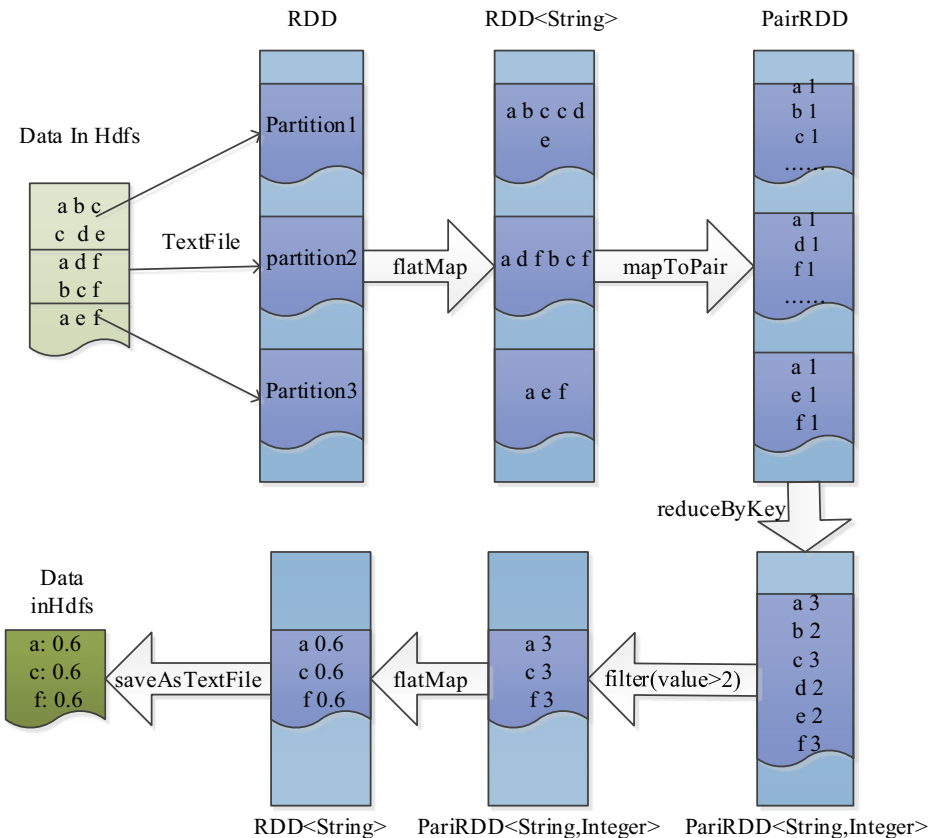 RDD
RDD<String>
PairRDD
Data In Hdfs
a b c
c d e
a d f
b c f
a e f
TextFile
Partition1
partition2
Partition3
flatMap
a b c c d
e
a d f b c f
a e f
mapToPair
a 1
b 1
c 1
......
a 1
d 1
f 1
......
a 1
e 1
f 1
reduceByKey
a 3
b 2
c 3
d 2
e 2
f 3
PariRDD<String,Integer>
filter(value>2)
a 3
c 3
f 3
PariRDD<String,Integer>
flatMap
a 0.6
c 0.6
f 0.6
RDD<String>
saveAsTextFile
Data
inHdfs
a: 0.6
c: 0.6
f: 0.6